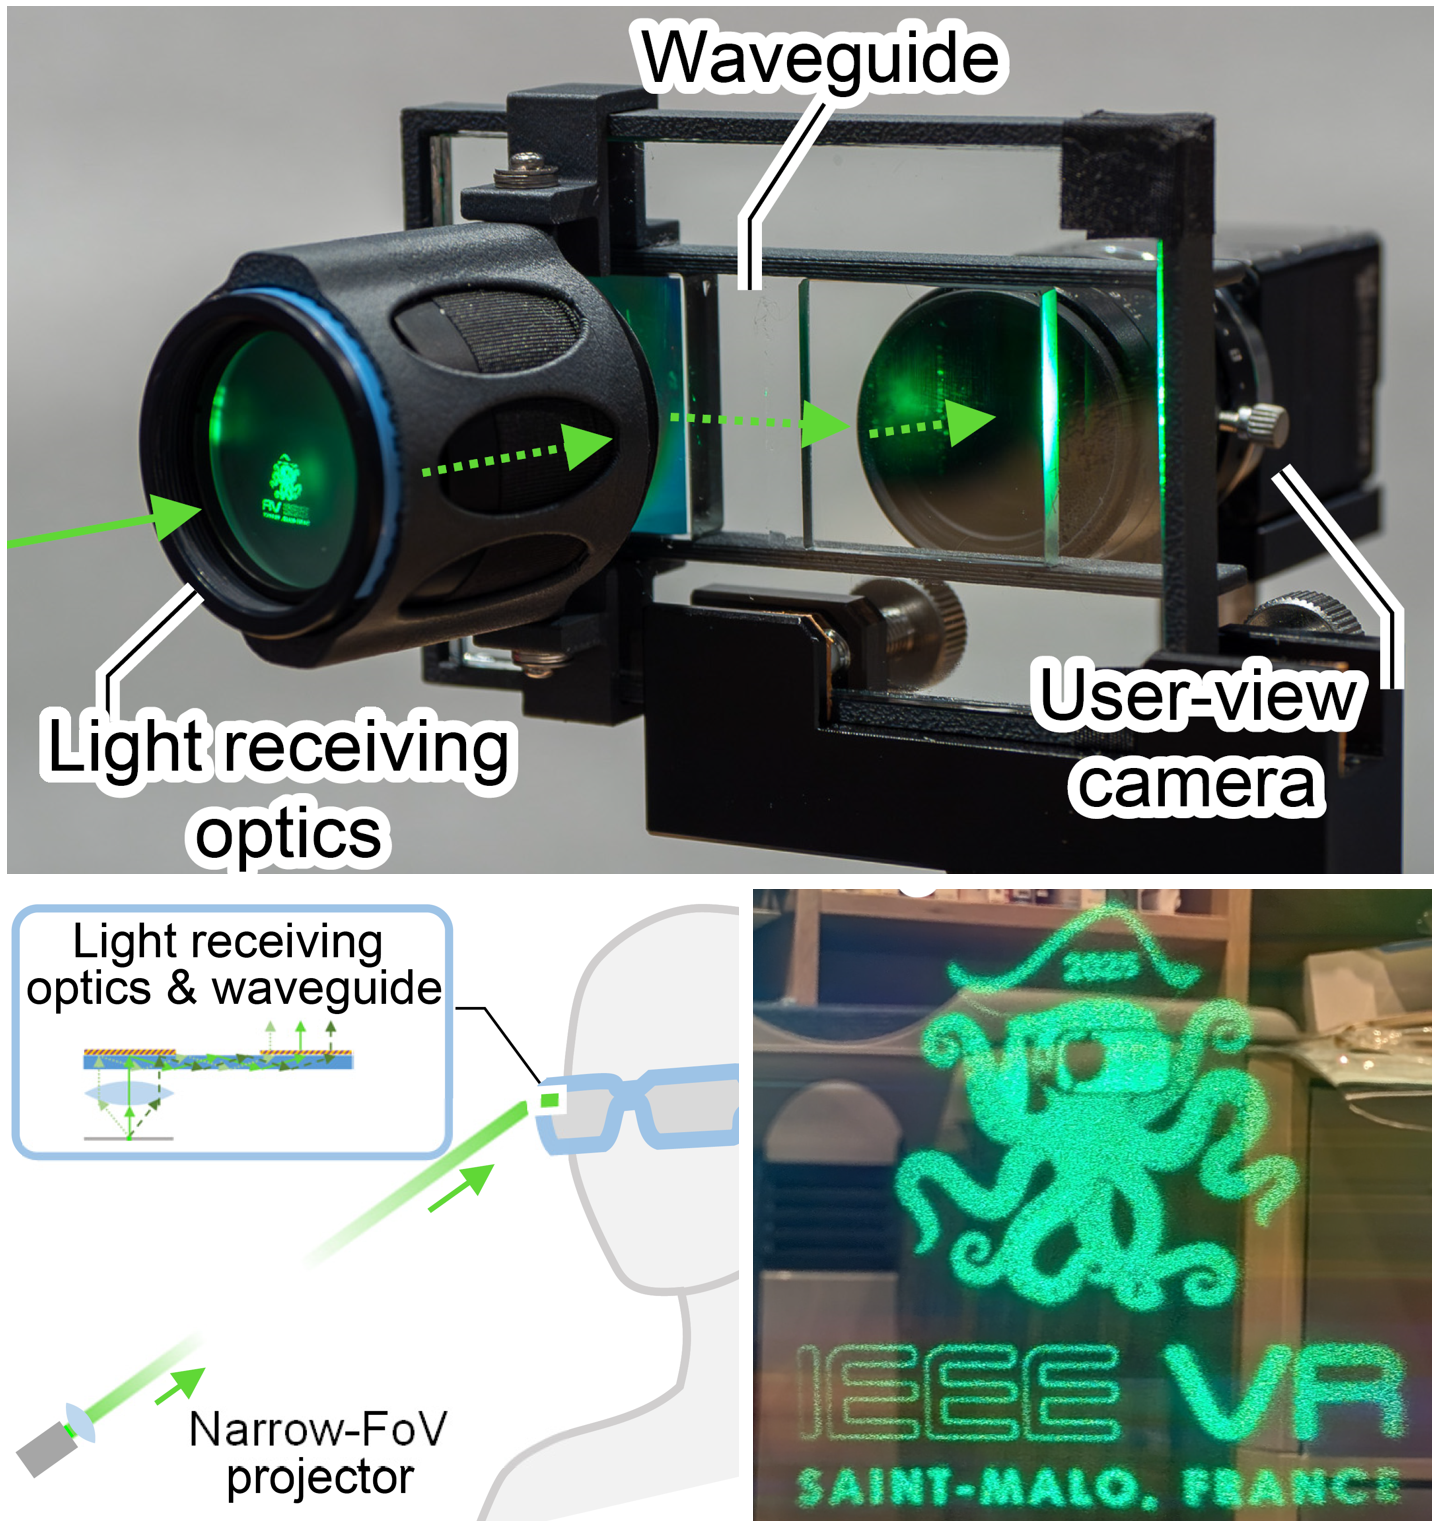 Waveguide
Light receiving
optics
User-view
camera
Light receiving
optics & waveguide
Narrow-FoV
projector
2025
IEEE VR
SAINT-MALO, FRANCE